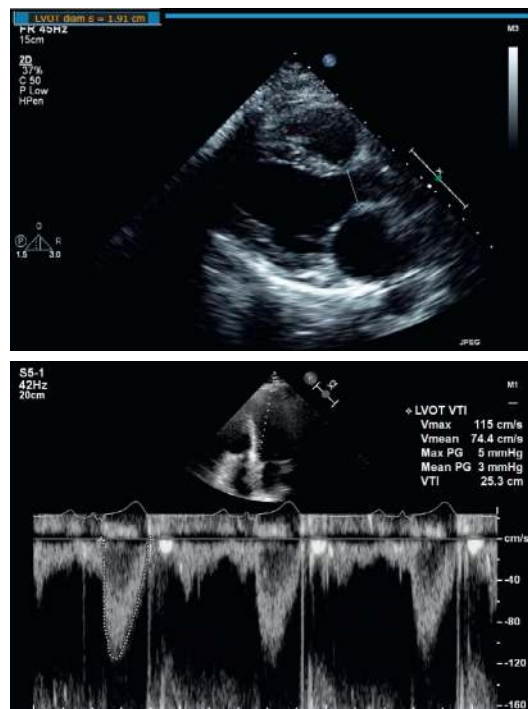 LVOT diam s = 1.91 cm
FR 45Hz
15cm
M3
2D
37%
C 50
P Low
HPen
P
R
1.5
3.0
JPEG
S5-1
42Hz
20cm
M1
LVOT VTI
Vmax 115 cm/s
Vmean 74.4 cm/s
Max PG 5 mmHg
Mean PG 3 mmHg
VTI 25.3 cm
cm/s
-40
-80
-120
-160